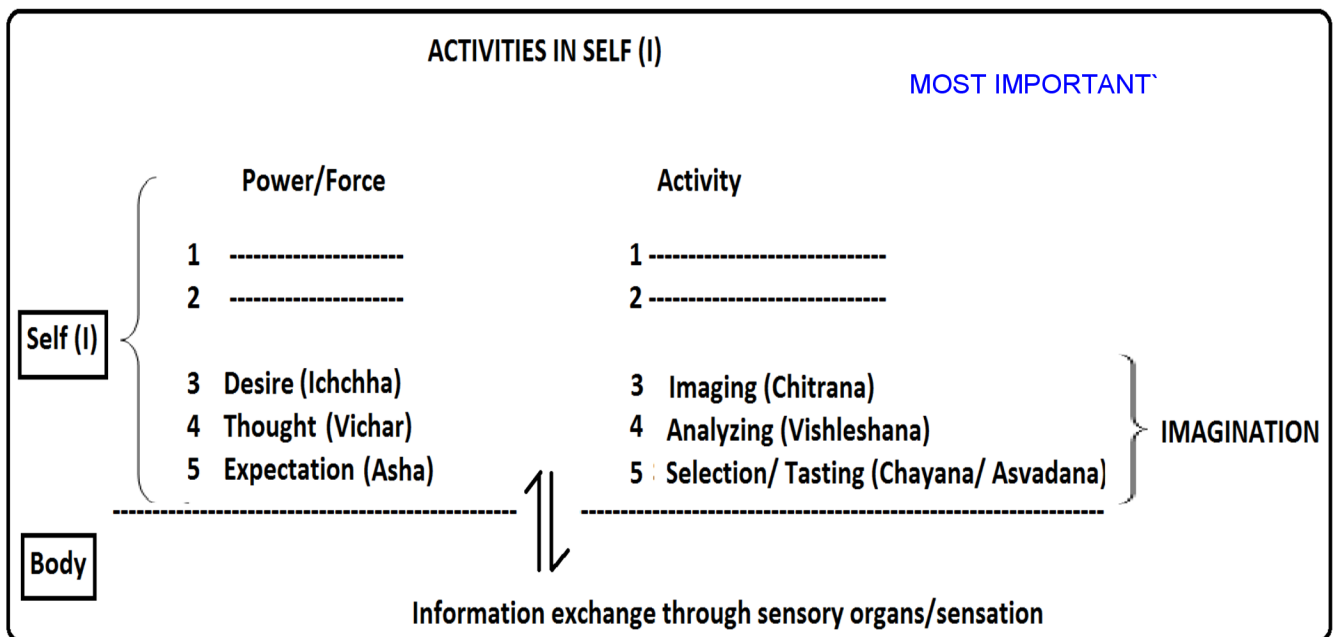 ACTIVITIES IN SELF (I)
MOST IMPORTANT`
Power/Force Activity
1 ---------------------- 1 ------------------------------
2 ---------------------- 2 ------------------------------
Self (I)
3 Desire (Ichchha) 3 Imaging (Chitrana)
4 Thought (Vichar) 4 Analyzing (Vishleshana)
IMAGINATION
5 Expectation (Asha) 5 Selection/ Tasting (Chayana/ Asvadana)
Body
Information exchange through sensory organs/sensation